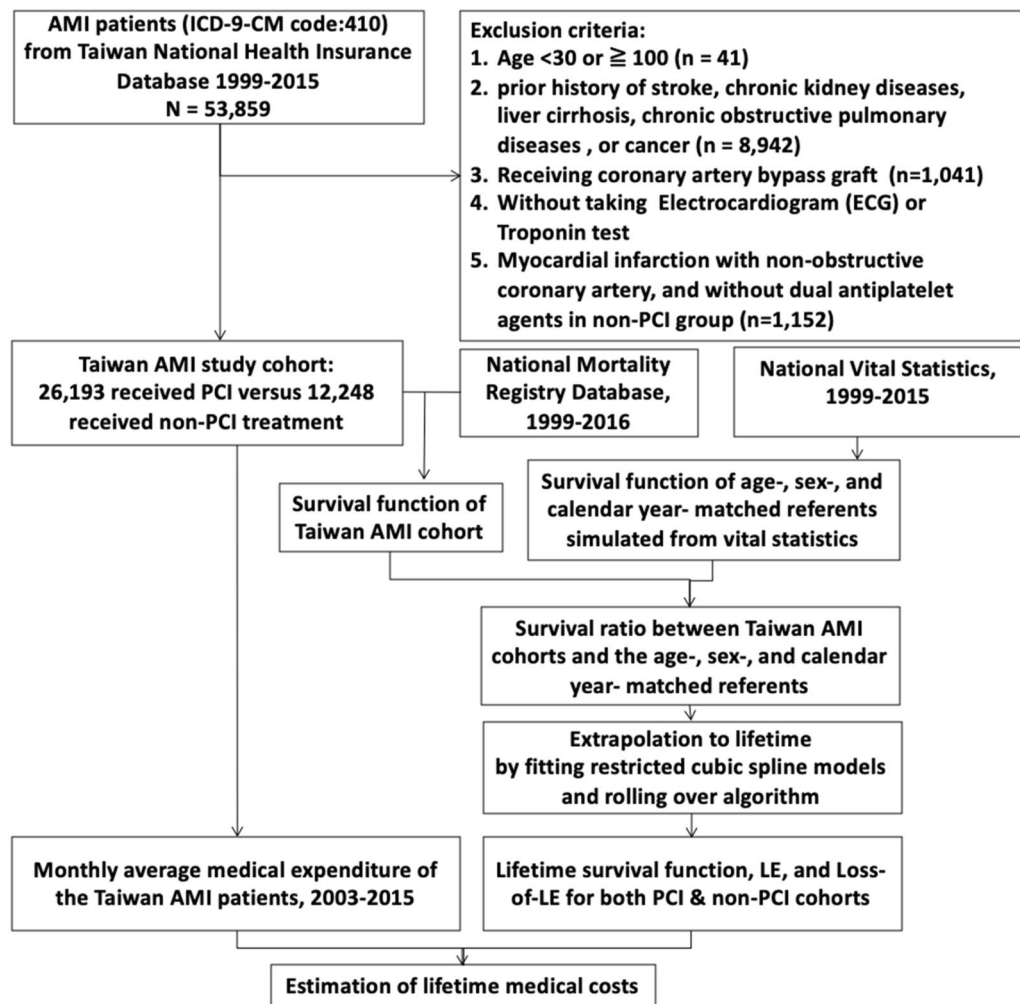 AMI patients (ICD-9-CM code:410)
from Taiwan National Health Insurance
Database 1999-2015
N = 53,859
Exclusion criteria:
1. Age <30 or ≧ 100 (n = 41)
2. prior history of stroke, chronic kidney diseases,
liver cirrhosis, chronic obstructive pulmonary
diseases , or cancer (n = 8,942)
3. Receiving coronary artery bypass graft (n=1,041)
4. Without taking Electrocardiogram (ECG) or
Troponin test
5. Myocardial infarction with non-obstructive
coronary artery, and without dual antiplatelet
agents in non-PCI group (n=1,152)
Taiwan AMI study cohort:
26,193 received PCI versus 12,248
received non-PCI treatment
National Mortality
Registry Database,
1999-2016
National Vital Statistics,
1999-2015
Survival function of
Taiwan AMI cohort
Survival function of age-, sex-, and
calendar year- matched referents
simulated from vital statistics
Survival ratio between Taiwan AMI
cohorts and the age-, sex-, and calendar
year- matched referents
Extrapolation to lifetime
by fitting restricted cubic spline models
and rolling over algorithm
Monthly average medical expenditure of
the Taiwan AMI patients, 2003-2015
Lifetime survival function, LE, and Loss-
of-LE for both PCI & non-PCI cohorts
Estimation of lifetime medical costs